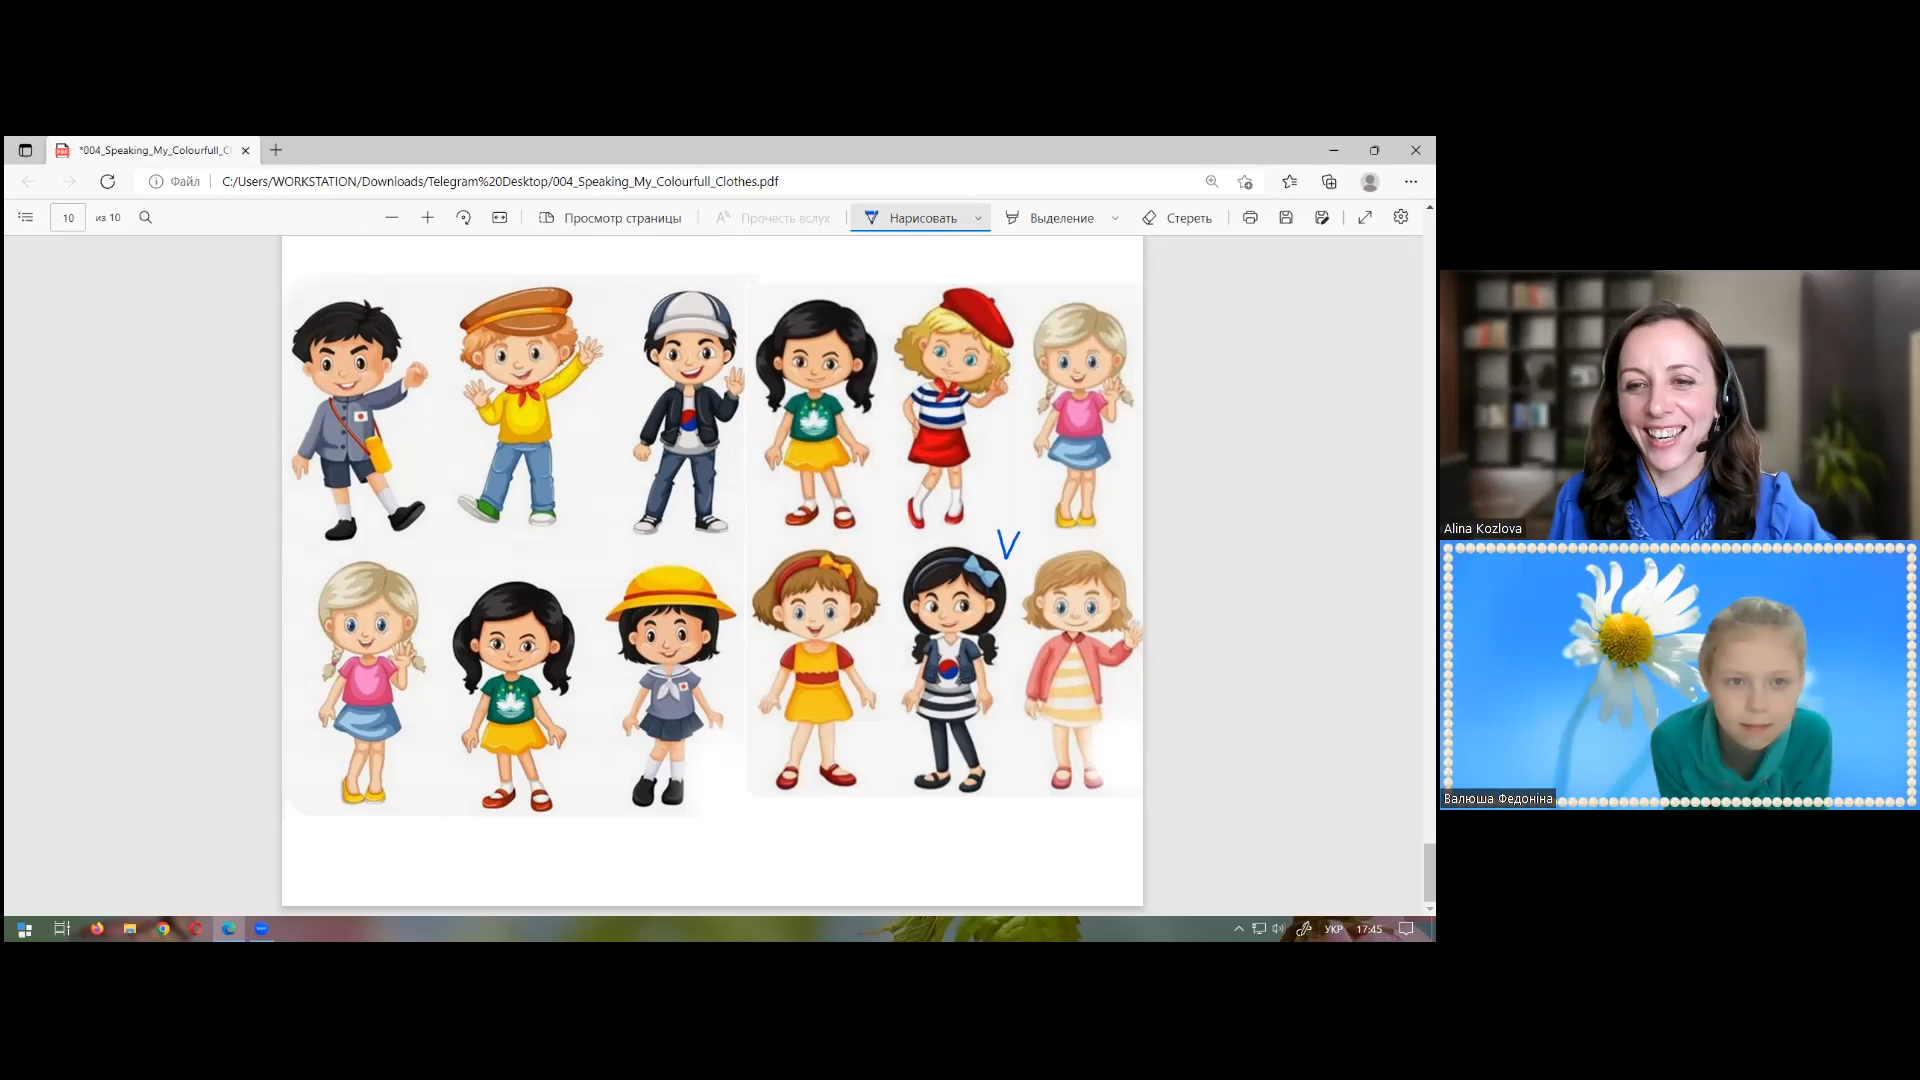 *004_Speaking_My_Colourfull_C
Файл
C:/Users/WORKSTATION/Downloads/Telegram%20Desktop/004_Speaking_My_Colourfull_Clothes.pdf
10 из 10
Просмотр страницы
Прочесть вслух
Нарисовать
Выделение
Стереть
V
Alina Kozlova
Валюша Федоніна
УКР 17:45